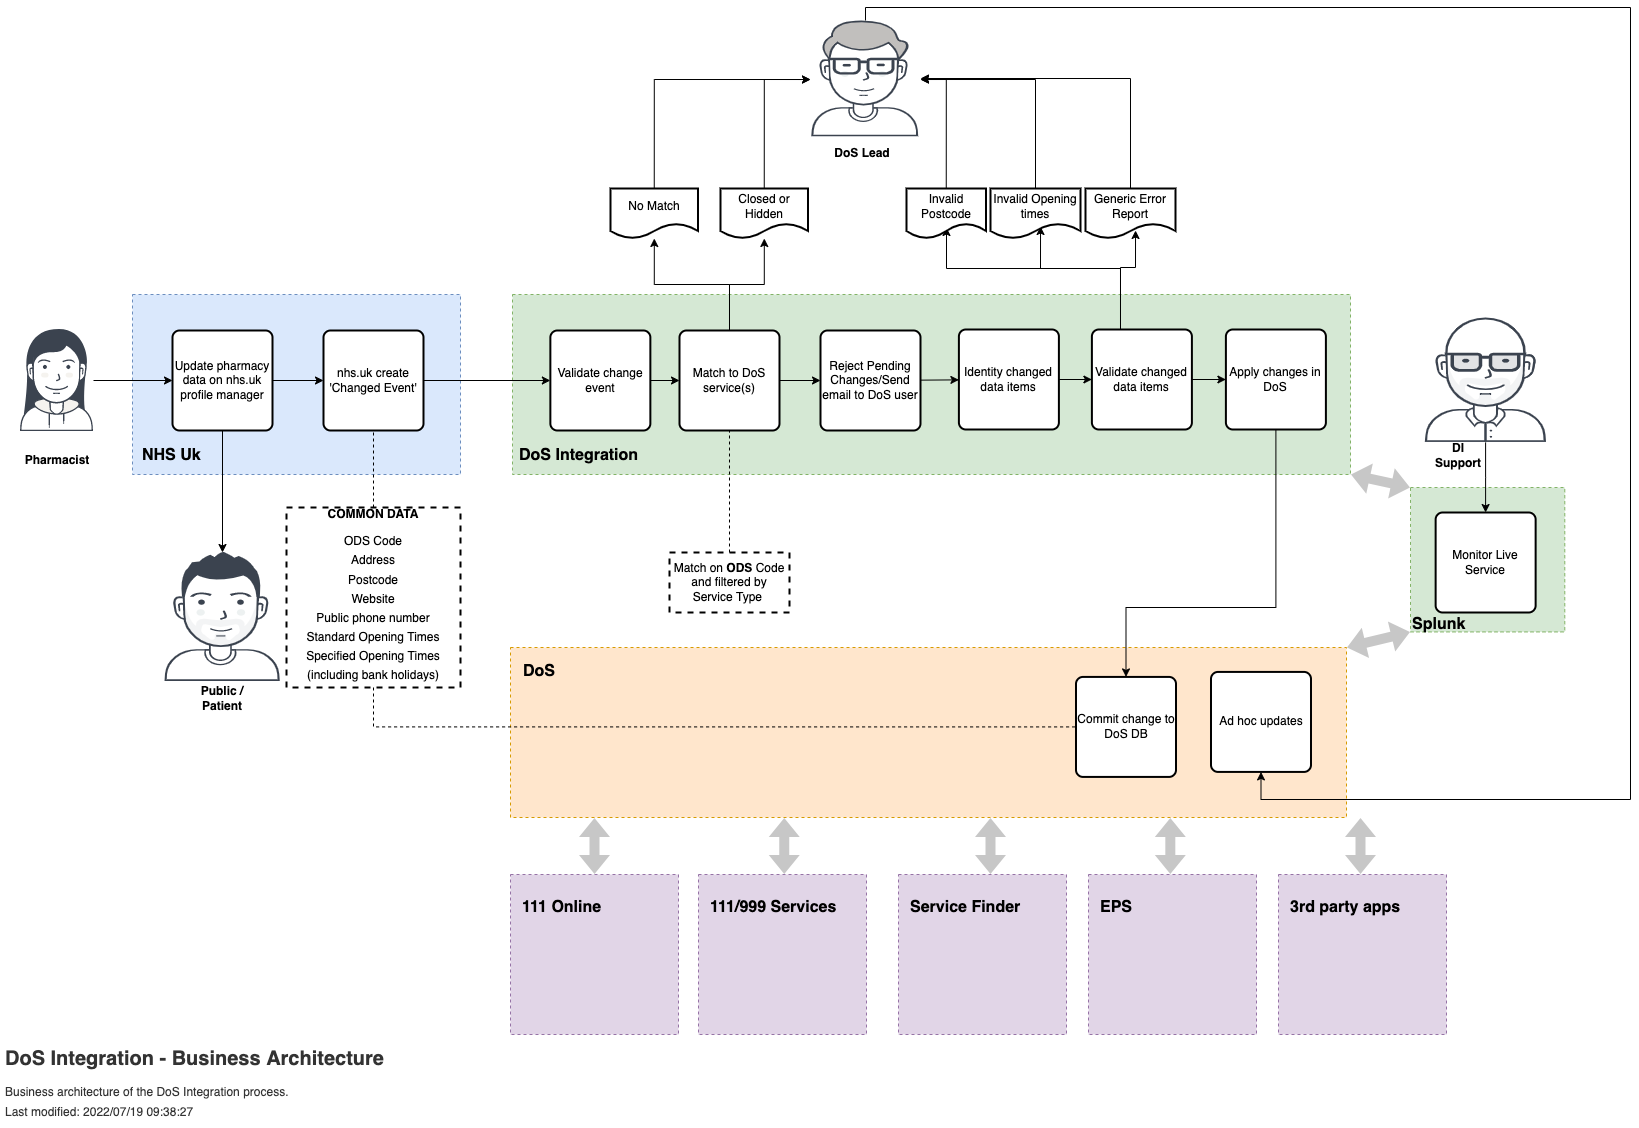 DoS Lead
No Match
Closed or
Hidden
Invalid
Postcode
Invalid Opening
times
Generic Error
Report
Pharmacist
Update pharmacy
data on nhs.uk
profile manager
nhs.uk create
'Changed Event'
NHS Uk
Validate change
event
Match to DoS
service(s)
Reject Pending
Changes/Send
email to DoS user
Identity changed
data items
Validate changed
data items
Apply changes in
DoS
DoS Integration
DI
Support
Monitor Live
Service
Splunk
Public /
Patient
COMMON DATA
ODS Code
Address
Postcode
Website
Public phone number
Standard Opening Times
Specified Opening Times
(including bank holidays)
Match on ODS Code
and filtered by
Service Type
DoS
Commit change to
DoS DB
Ad hoc updates
111 Online
111/999 Services
Service Finder
EPS
3rd party apps
DoS Integration - Business Architecture
Business architecture of the DoS Integration process.
Last modified: 2022/07/19 09:38:27